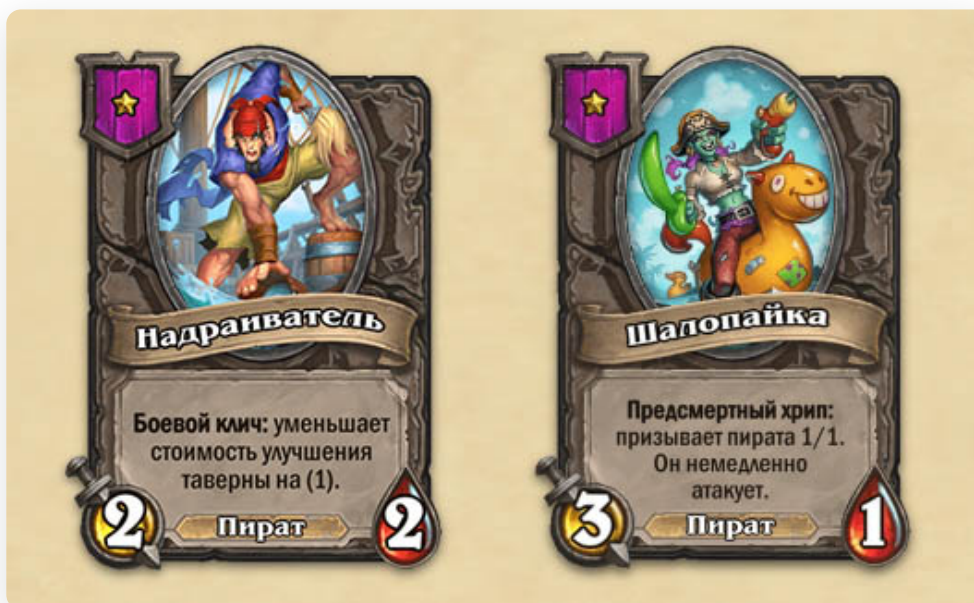 Надраиватель
Боевой клич: уменьшает
стоимость улучшения
таверны на (1).
2
Пират
2
Шалопайка
Предсмертный хрип:
призывает пирата 1/1.
Он немедленно
атакует.
3
Пират
1